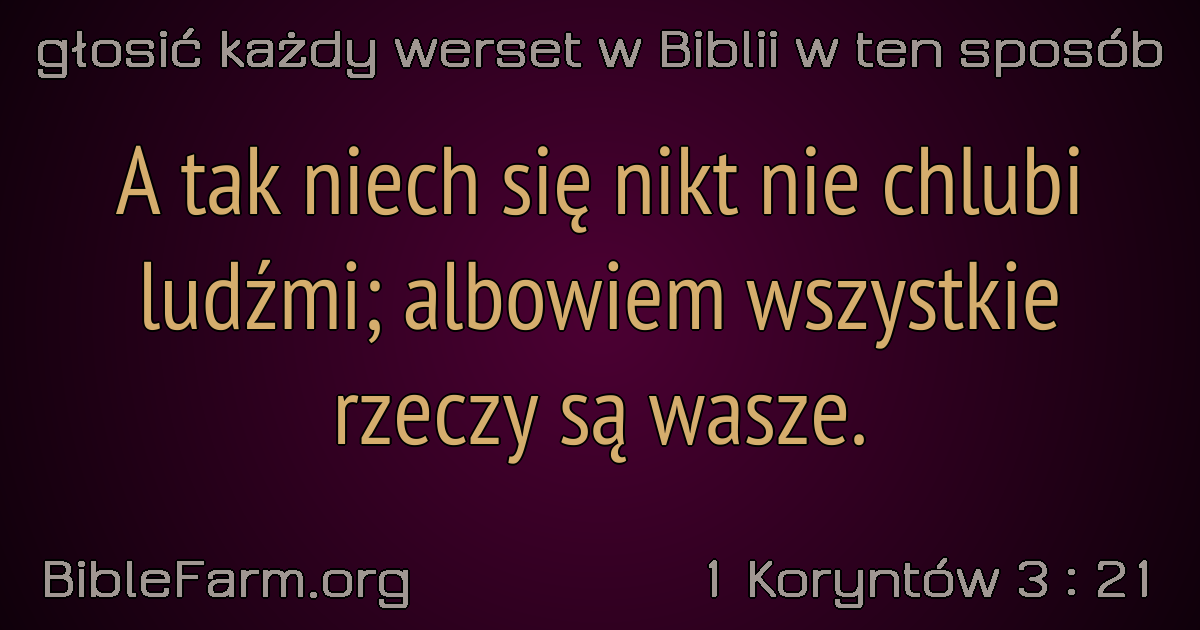 głosić każdy werset w Biblii w ten sposób
A tak niech się nikt nie chlubi
ludźmi; albowiem wszystkie
rzeczy są wasze.
BibleFarm.org
1 Koryntów 3 : 21